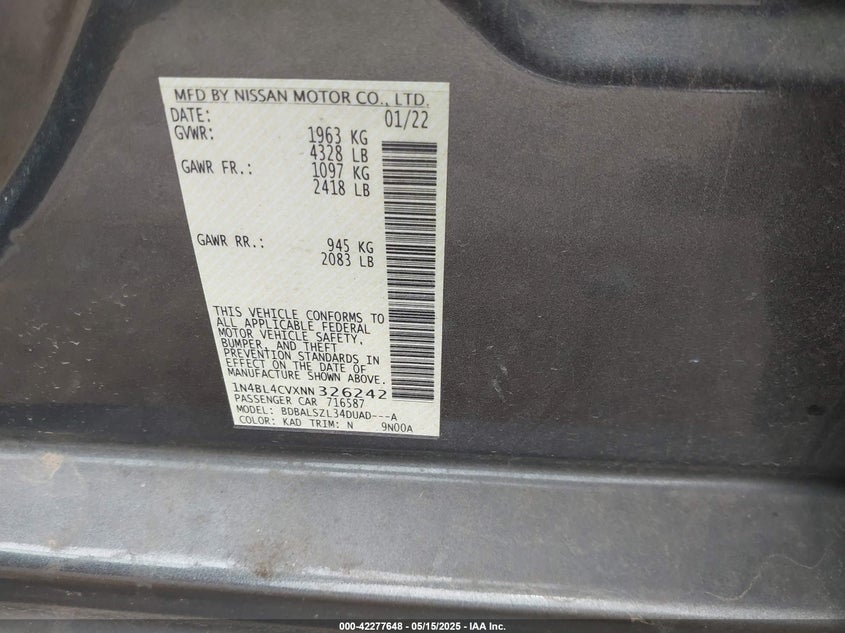 MFD BY NISSAN MOTOR CO., LTD.
DATE: 01/22
GVWR: 1963 KG
4328 LB
GAWR FR.: 1097 KG
2418 LB
GAWR RR.: 945 KG
2083 LB
THIS VEHICLE CONFORMS TO
ALL APPLICABLE FEDERAL
MOTOR VEHICLE SAFETY,
BUMPER, AND THEFT
PREVENTION STANDARDS IN
EFFECT ON THE DATE OF
MANUFACTURE SHOWN ABOVE.
1N4BL4CVXNN326242
PASSENGER CAR 716587
MODEL: BDBALSZL34DUAD---A
COLOR: KAD TRIM: N 9N00A
000-42277648 - 05/15/2025 - IAA Inc.